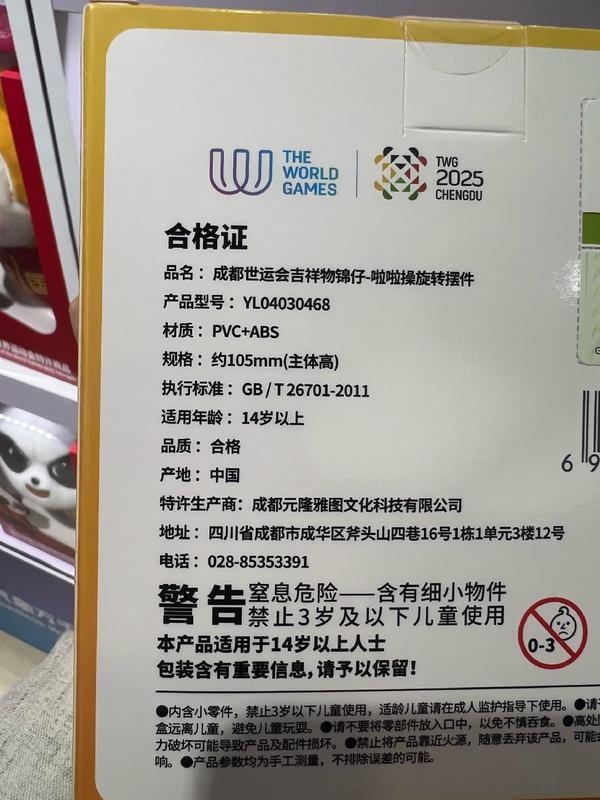 THE
WORLD
GAMES
TWG
2025
CHENGDU
合格证
品名：成都世运会吉祥物锦仔-啦啦操旋转摆件
产品型号：YL04030468
材质：PVC+ABS
规格：约105mm(主体高)
执行标准：GB / T 26701-2011
适用年龄：14岁以上
品质：合格
产地：中国
特许生产商：成都元隆雅图文化科技有限公司
地址：四川省成都市成华区斧头山四巷16号1栋1单元3楼12号
电话：028-85353391
警告 窒息危险——含有细小物件
禁止3岁及以下儿童使用
0-3
本产品适用于14岁以上人士
包装含有重要信息, 请予以保留！
●内含小零件，禁止3岁以下儿童使用，适龄儿童请在成人监护指导下使用。●请
盒远离儿童，避免儿童玩耍。●请不要将零部件放入口中，以免不慎吞食。●高处
力破坏可能导致产品及配件损坏。●禁止将产品靠近火源，随意丢弃该产品，可能
响。●产品参数均为手工测量，不排除误差的可能。
6 9